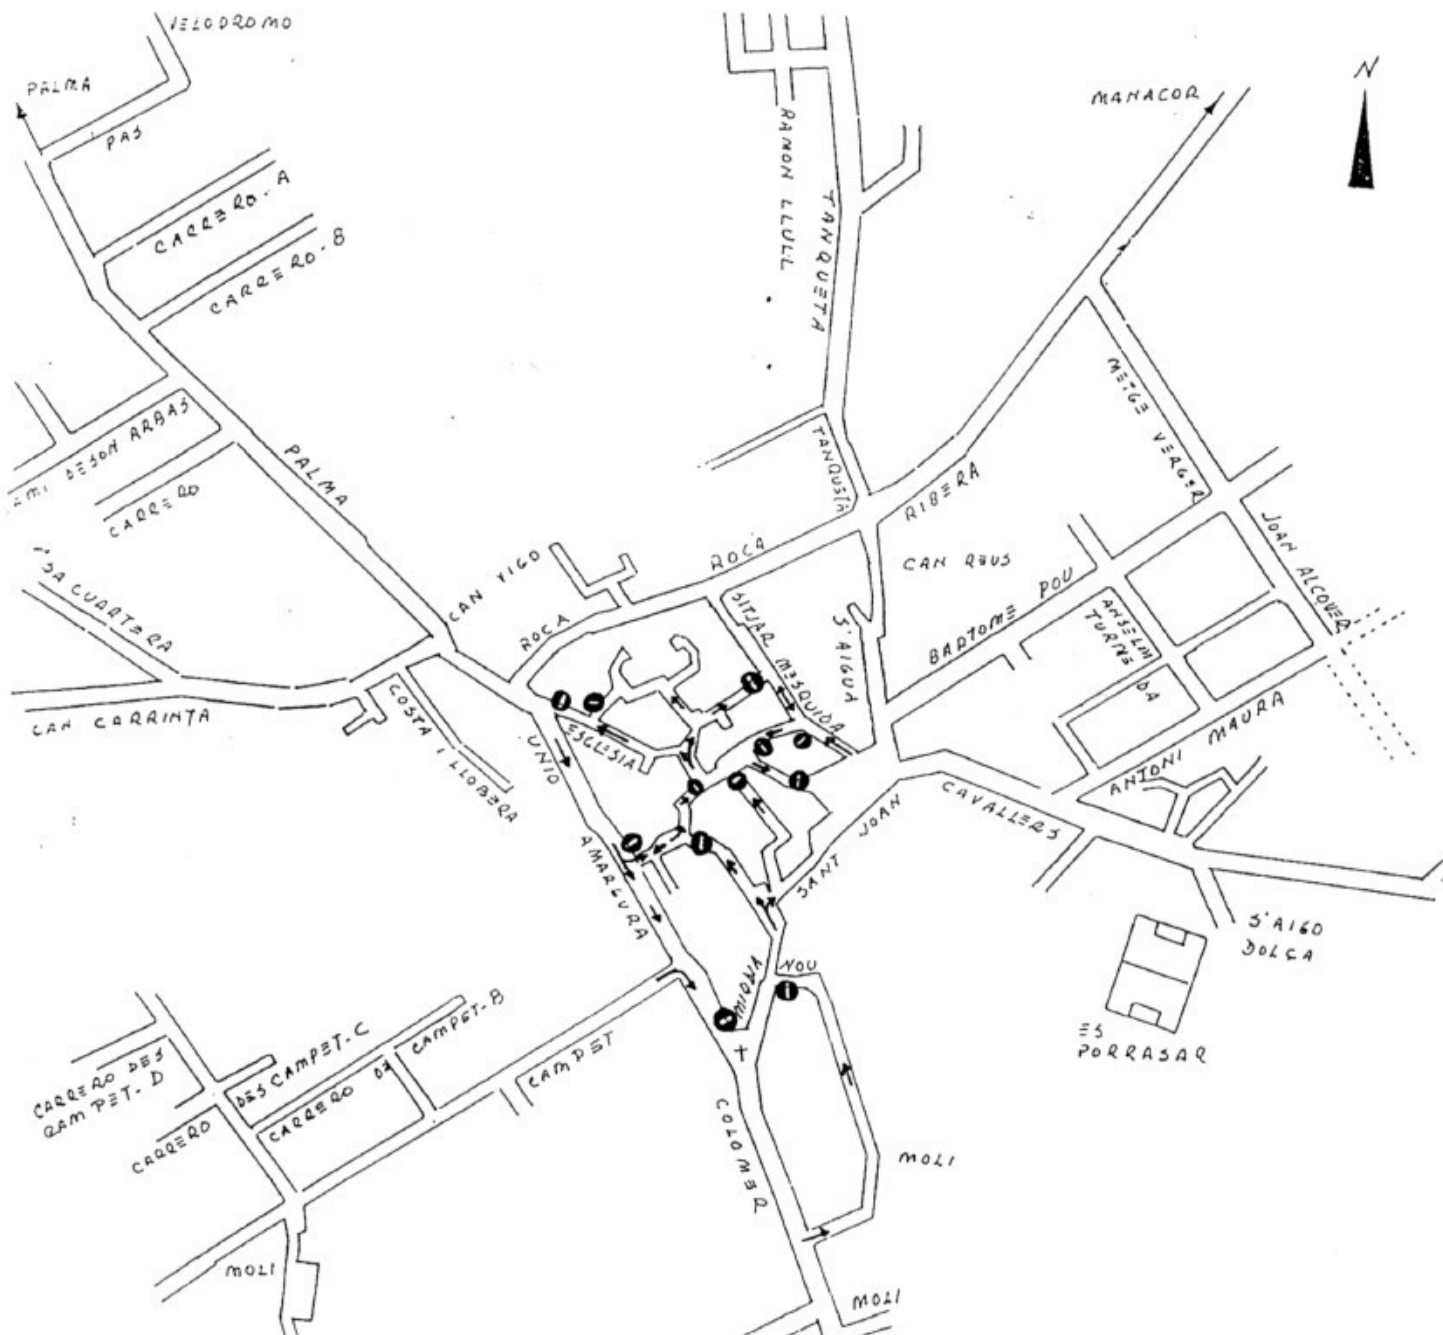 VELODROMO
PALMA
PAS
CARRERO-A
CARRERO-B
RAMON LLULL
TANQUETA
MANACOR
N
CAMI DE SON ARBAS
CARRERO
PALMA
TANQUETA
RIBERA
METGE VERGER
JOAN ALCOVER
SA CUARTERA
CAN VIGO
ROCA
ROCA
CAN REUS
SITJAR
MESQUIDA
S'AIGUA
BARTOME POU
ANSELM
TURMEDA
CAN CARRINTA
COSTA I LLOBERA
UNIO
ESGLESIA
ANTONI MAURA
CAVALLERS
SANT JOAN
AMARGURA
S'AIGO
DOLÇA
NOU
MIONA
ES
PORRASAR
CARRERO DES
CAMPET-D
CARRERO DES CAMPET-C
CARRERO DE CAMPET-B
CAMPET
COLOMER
MOLI
MOLI
MOLI